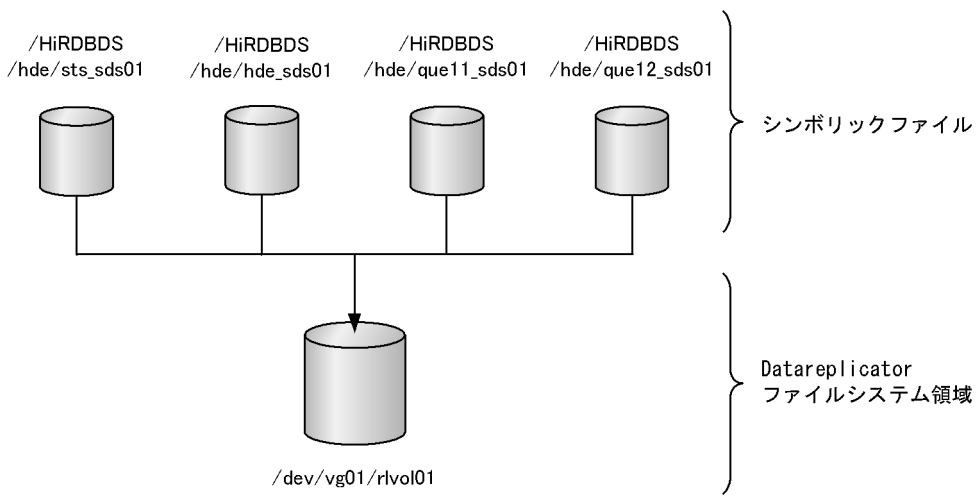 /HiRDBDS
/hde/sts_sds01
/HiRDBDS
/hde/hde_sds01
/HiRDBDS
/hde/que11_sds01
/HiRDBDS
/hde/que12_sds01
シンボリックファイル
Datareplicator
ファイルシステム領域
/dev/vg01/rlvol01